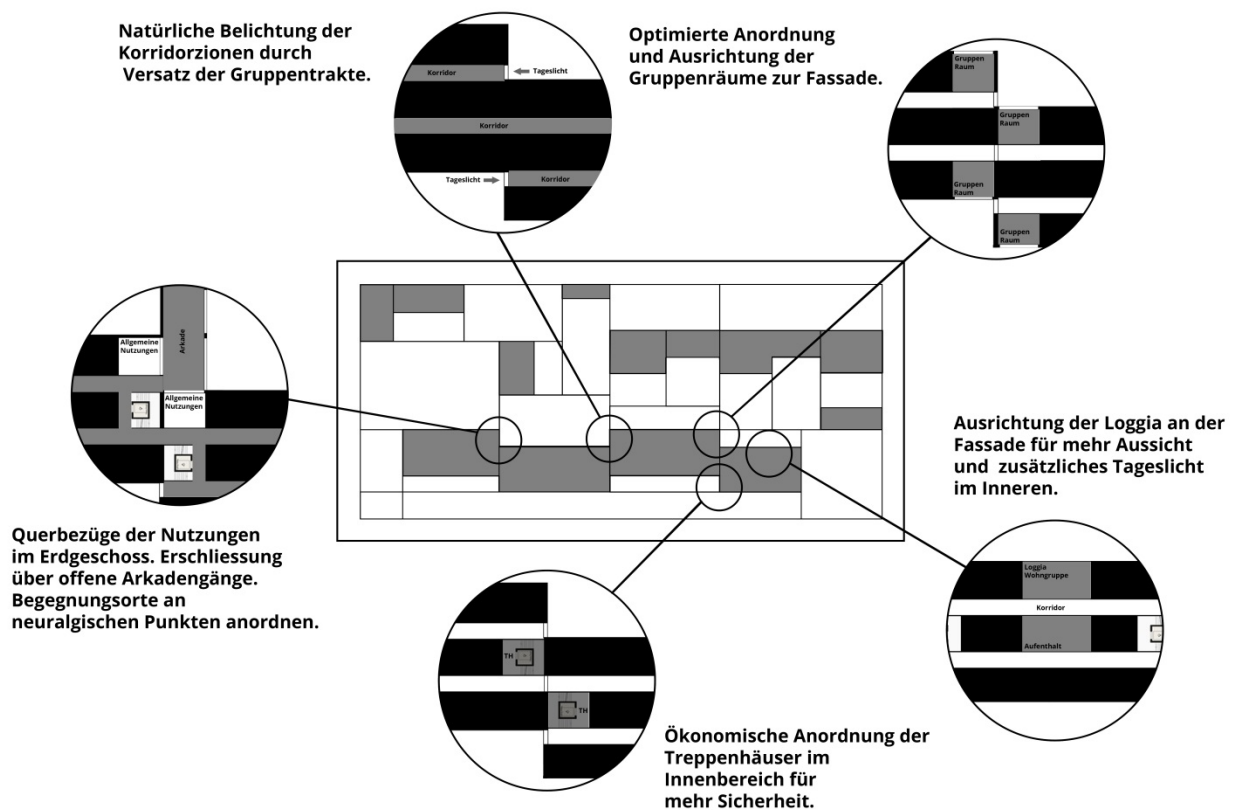 Natürliche Belichtung der
Korridorzionen durch
Versatz der Gruppentrakte.
Korridor
Tageslicht
Korridor
Tageslicht
Korridor
Optimierte Anordnung
und Ausrichtung der
Gruppenräume zur Fassade.
Gruppen
Raum
Gruppen
Raum
Gruppen
Raum
Gruppen
Raum
Arkade
Allgemeine
Nutzungen
Allgemeine
Nutzungen
Querbezüge der Nutzungen
im Erdgeschoss. Erschliessung
über offene Arkadengänge.
Begegnungsorte an
neuralgischen Punkten anordnen.
Ausrichtung der Loggia an der
Fassade für mehr Aussicht
und zusätzliches Tageslicht
im Inneren.
Loggia
Wohngruppe
Korridor
Aufenthalt
TH
TH
Ökonomische Anordnung der
Treppenhäuser im
Innenbereich für
mehr Sicherheit.